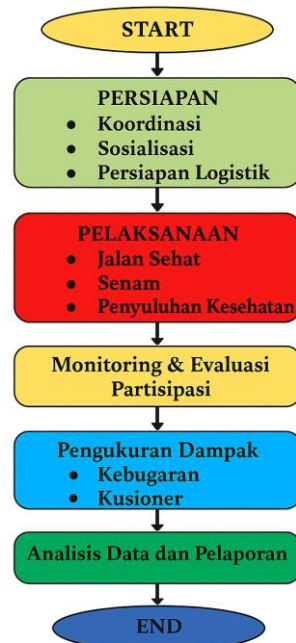 START
PERSIAPAN
• Koordinasi
• Sosialisasi
• Persiapan Logistik
PELAKSANAAN
• Jalan Sehat
• Senam
• Penyuluhan Kesehatan
Monitoring & Evaluasi
Partisipasi
Pengukuran Dampak
• Kebugaran
• Kusioner
Analisis Data dan Pelaporan
END